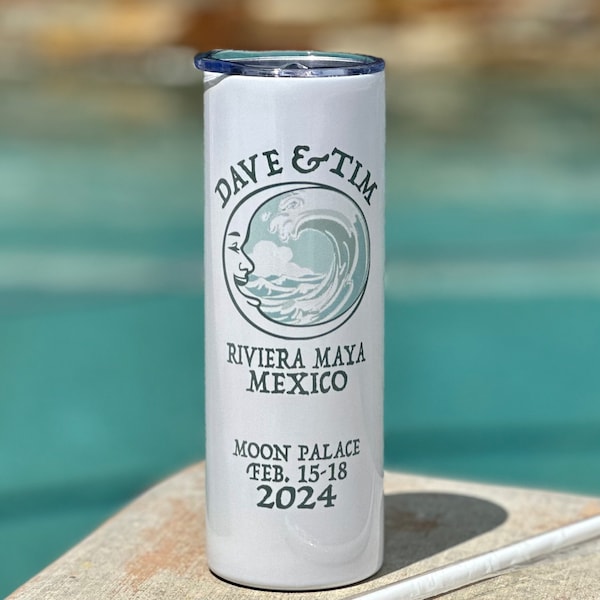 DAVE & TIM
RIVIERA MAYA
MEXICO
MOON PALACE
FEB. 15-18
2024